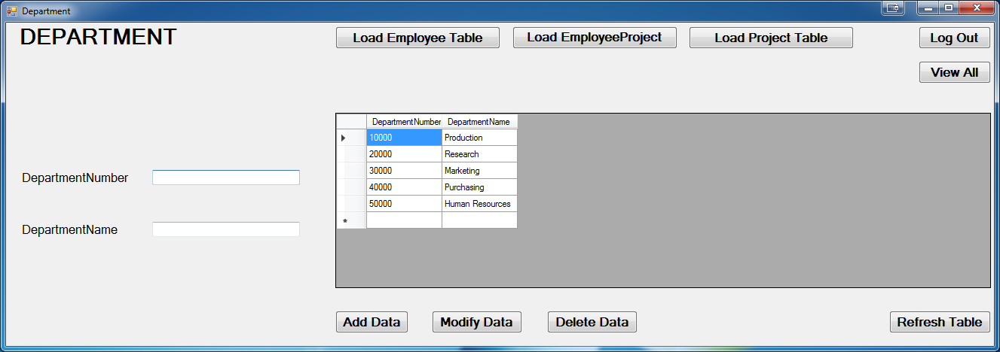 Department
DEPARTMENT
Load Employee Table
Load EmployeeeProject
Load Project Table
Log Out
View All
DepartmentNumber DepartmentName
10000 Production
20000 Research
30000 Marketing
40000 Purchasing
50000 Human Resources
*
DepartmentNumber
DepartmentName
Add Data
Modify Data
Delete Data
Refresh Table